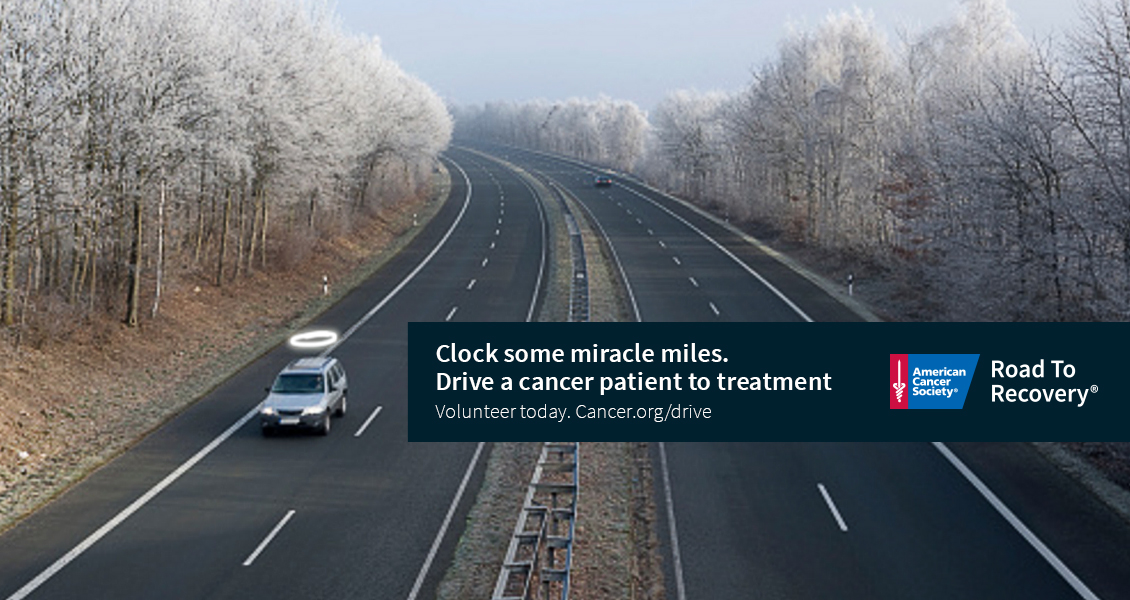 Clock some miracle miles.
Drive a cancer patient to treatment
Volunteer today. Cancer.org/drive
American
Cancer
Society®
Road To
Recovery®